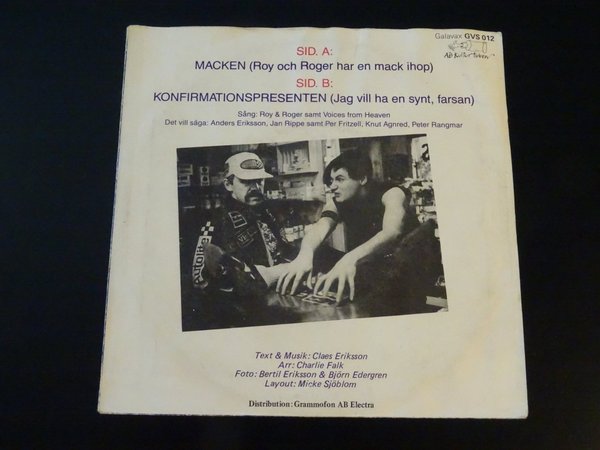 Galavax GVS 012
AB Kulturtuben
SID. A:
MACKEN (Roy och Roger har en mack ihop)
SID. B:
KONFIRMATIONSPRESENTEN (Jag vill ha en synt, farsan)
Sång: Roy & Roger samt Voices from Heaven
Det vill säga: Anders Eriksson, Jan Rippe samt Per Fritzell, Knut Agnred, Peter Rangmar
Text & Musik: Claes Eriksson
Arr: Charlie Falk
Foto: Bertil Eriksson & Björn Edergren
Layout: Micke Sjöblom
Distribution: Grammofon AB Electra